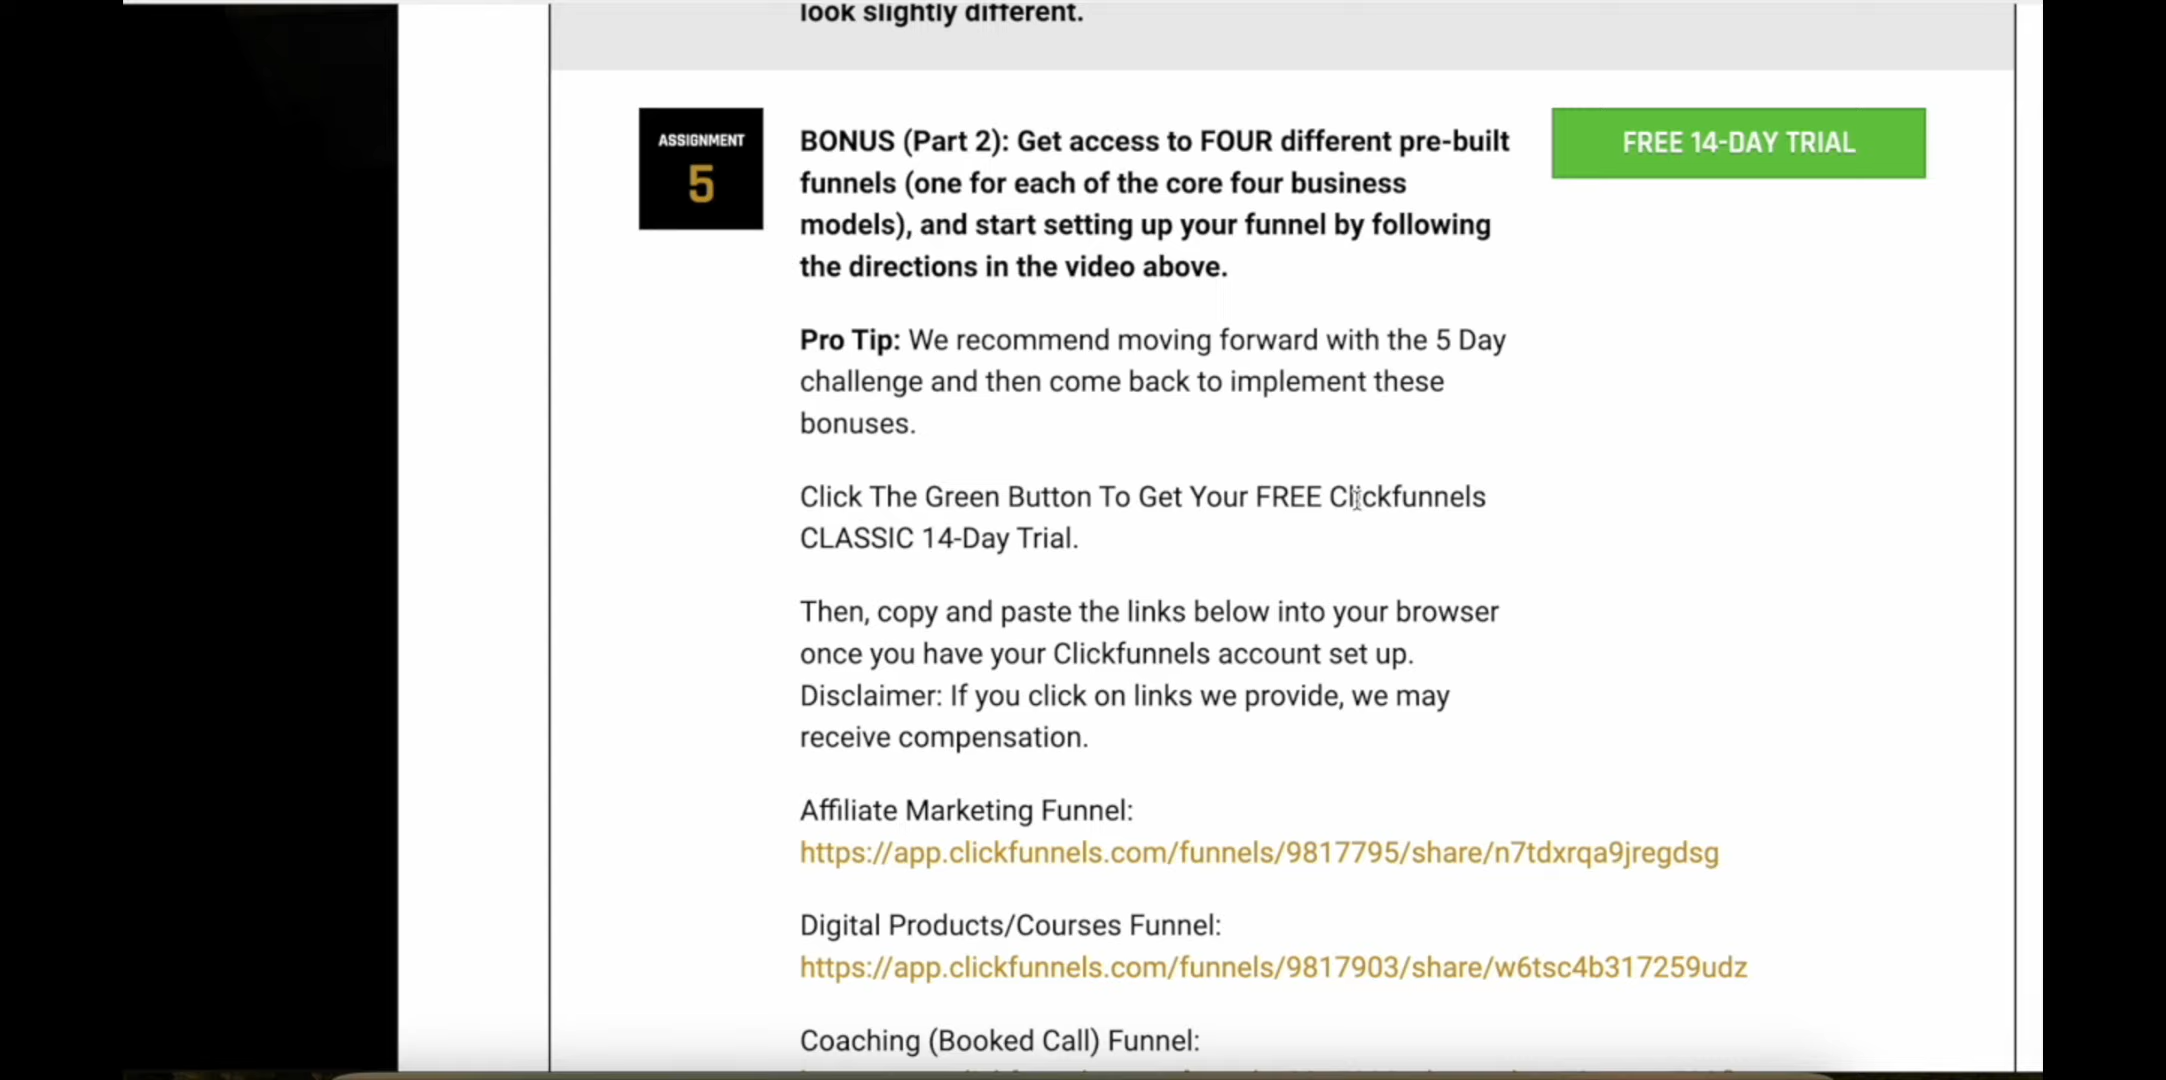 look slightly different.
ASSIGNMENT
5
BONUS (Part 2): Get access to FOUR different pre-built
funnels (one for each of the core four business
models), and start setting up your funnel by following
the directions in the video above.
FREE 14-DAY TRIAL
Pro Tip: We recommend moving forward with the 5 Day
challenge and then come back to implement these
bonuses.
Click The Green Button To Get Your FREE Clickfunnels
CLASSIC 14-Day Trial.
Then, copy and paste the links below into your browser
once you have your Clickfunnels account set up.
Disclaimer: If you click on links we provide, we may
receive compensation.
Affiliate Marketing Funnel:
https://app.clickfunnels.com/funnels/9817795/share/n7tdxrqa9jregdsg
Digital Products/Courses Funnel:
https://app.clickfunnels.com/funnels/9817903/share/w6tsc4b317259udz
Coaching (Booked Call) Funnel: